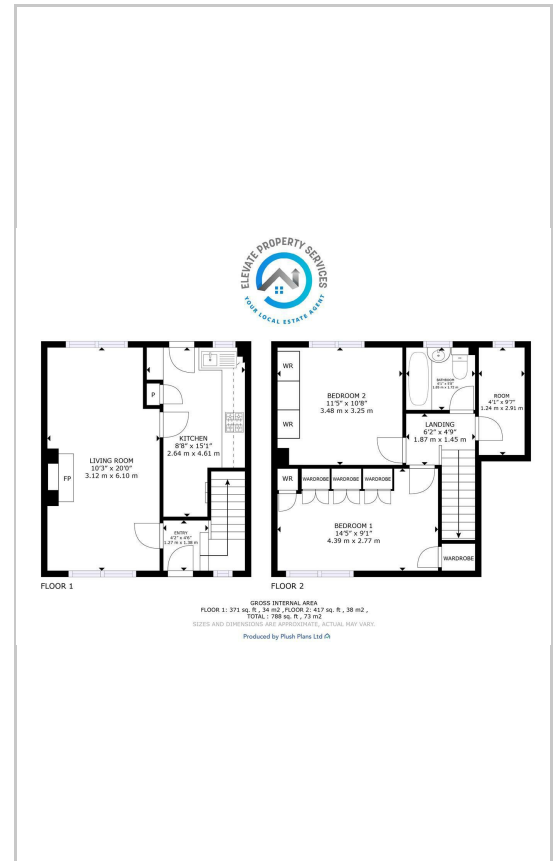 ELEVATE PROPERTY SERVICES
YOUR LOCAL ESTATE AGENT
P
KITCHEN
8'8" x 15'1"
2.64 m x 4.61 m
LIVING ROOM
10'3" x 20'0"
3.12 m x 6.10 m
FP
ENTRY
4'2" x 4'6"
1.27 m x 1.38 m
FLOOR 1
WR
BEDROOM 2
11'5" x 10'8"
3.48 m x 3.25 m
WR
BATHROOM
ROOM
4'1" x 9'7"
1.24 m x 2.91 m
LANDING
6'2" x 4'9"
1.87 m x 1.45 m
WR
WARDROBE
WARDROBE
WARDROBE
BEDROOM 1
14'5" x 9'1"
4.39 m x 2.77 m
WARDROBE
FLOOR 2
GROSS INTERNAL AREA
FLOOR 1: 371 sq. ft , 34 m2 ,FLOOR 2: 417 sq. ft , 38 m2 ,
TOTAL : 788 sq. ft , 73 m2
SIZES AND DIMENSIONS ARE APPROXIMATE, ACTUAL MAY VARY.
Produced by Plush Plans Ltd